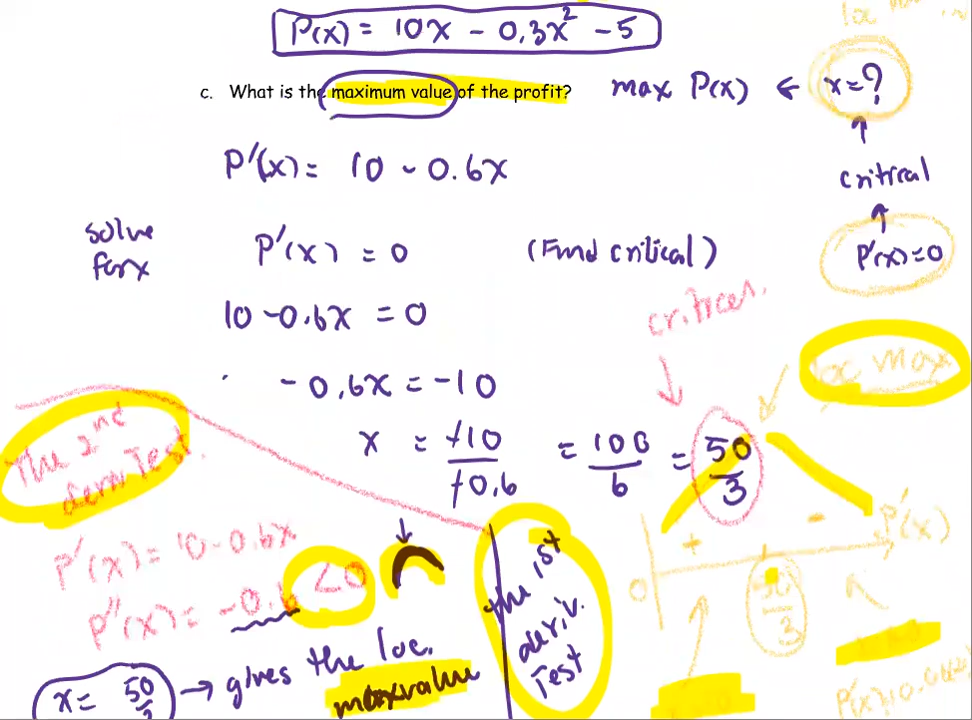 P(x) = 10x - 0.3x² - 5
c. What is the maximum value of the profit? max P(x) ← x=?
P'(x) = 10 - 0.6x
critical
solve for x
P'(x) = 0 (Find critical)
P'(x)=0
10 - 0.6x = 0
critical
- 0.6x = -10
loc max
x = +10/+0.6 = 100/6 = 50/3
The 2nd deriv Test.
P'(x) = 10 - 0.6x
P''(x) = -0.6 < 0
x = 50/3 → gives the loc. max value
the 1st deriv. Test
+ - P'(x)
0 50/3